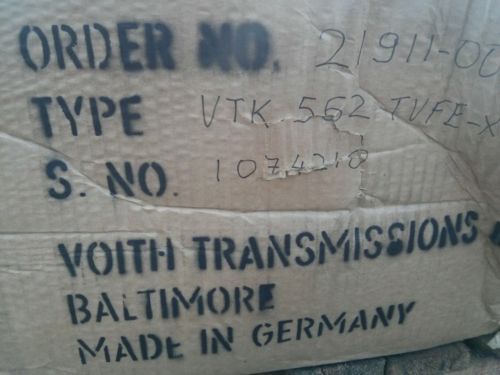 ORDER NO. 21911-00
TYPE VTK 562 TVFE-X
S. NO. 1074210
VOITH TRANSMISSIONS
BALTIMORE
MADE IN GERMANY